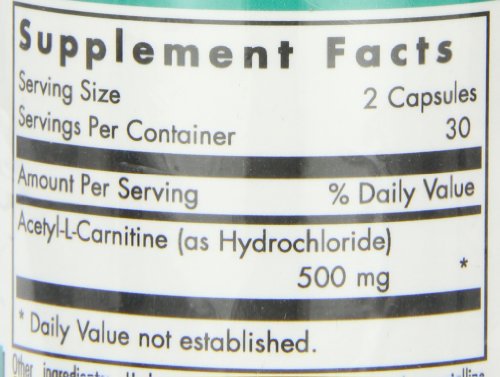 Supplement Facts
Serving Size 2 Capsules
Servings Per Container 30
Amount Per Serving % Daily Value
Acetyl-L-Carnitine (as Hydrochloride)
500 mg *
* Daily Value not established.
Other